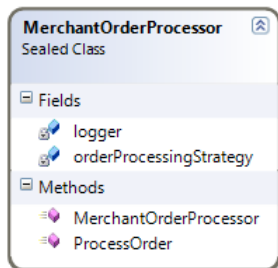 MerchantOrderProcessor
Sealed Class
Fields
logger
orderProcessingStrategy
Methods
MerchantOrderProcessor
ProcessOrder